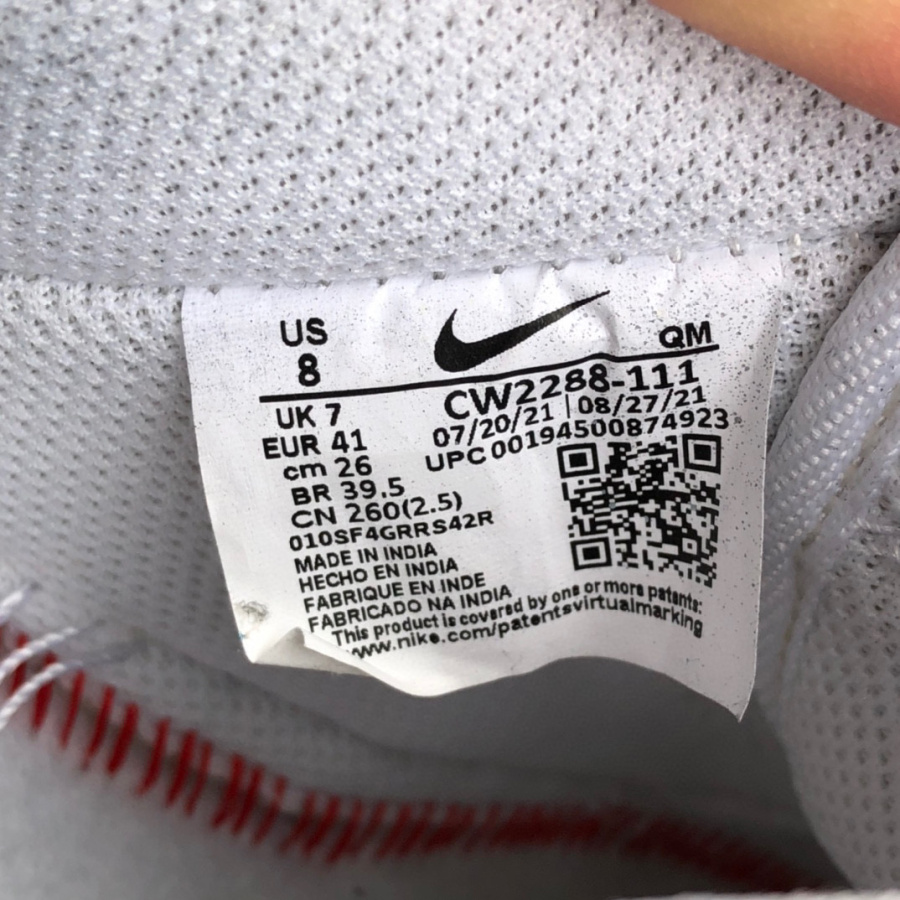 US
8
QM
UK 7
EUR 41
cm 26
BR 39.5
CN 260(2.5)
010SF4GRRS42R
CW2288-111
07/20/21 | 08/27/21
UPC 00194500874923
MADE IN INDIA
HECHO EN INDIA
FABRIQUE EN INDE
FABRICADO NA INDIA
This product is covered by one or more patents:
www.nike.com/patentsvirtualmarking